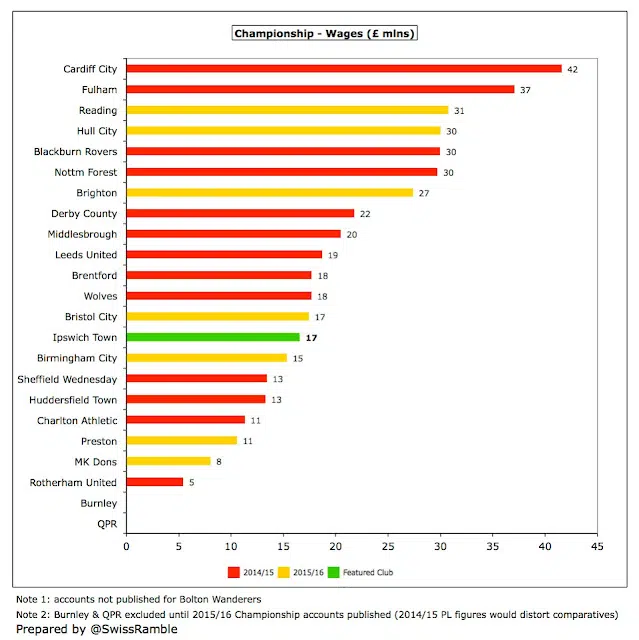 Championship - Wages (£ mlns)
Cardiff City 42
Fulham 37
Reading 31
Hull City 30
Blackburn Rovers 30
Nottm Forest 30
Brighton 27
Derby County 22
Middlesbrough 20
Leeds United 19
Brentford 18
Wolves 18
Bristol City 17
Ipswich Town 17
Birmingham City 15
Sheffield Wednesday 13
Huddersfield Town 13
Charlton Athletic 11
Preston 11
MK Dons 8
Rotherham United 5
Burnley
QPR
0 5 10 15 20 25 30 35 40 45
2014/15 2015/16 Featured Club
Note 1: accounts not published for Bolton Wanderers
Note 2: Burnley & QPR excluded until 2015/16 Championship accounts published (2014/15 PL figures would distort comparatives)
Prepared by @SwissRamble